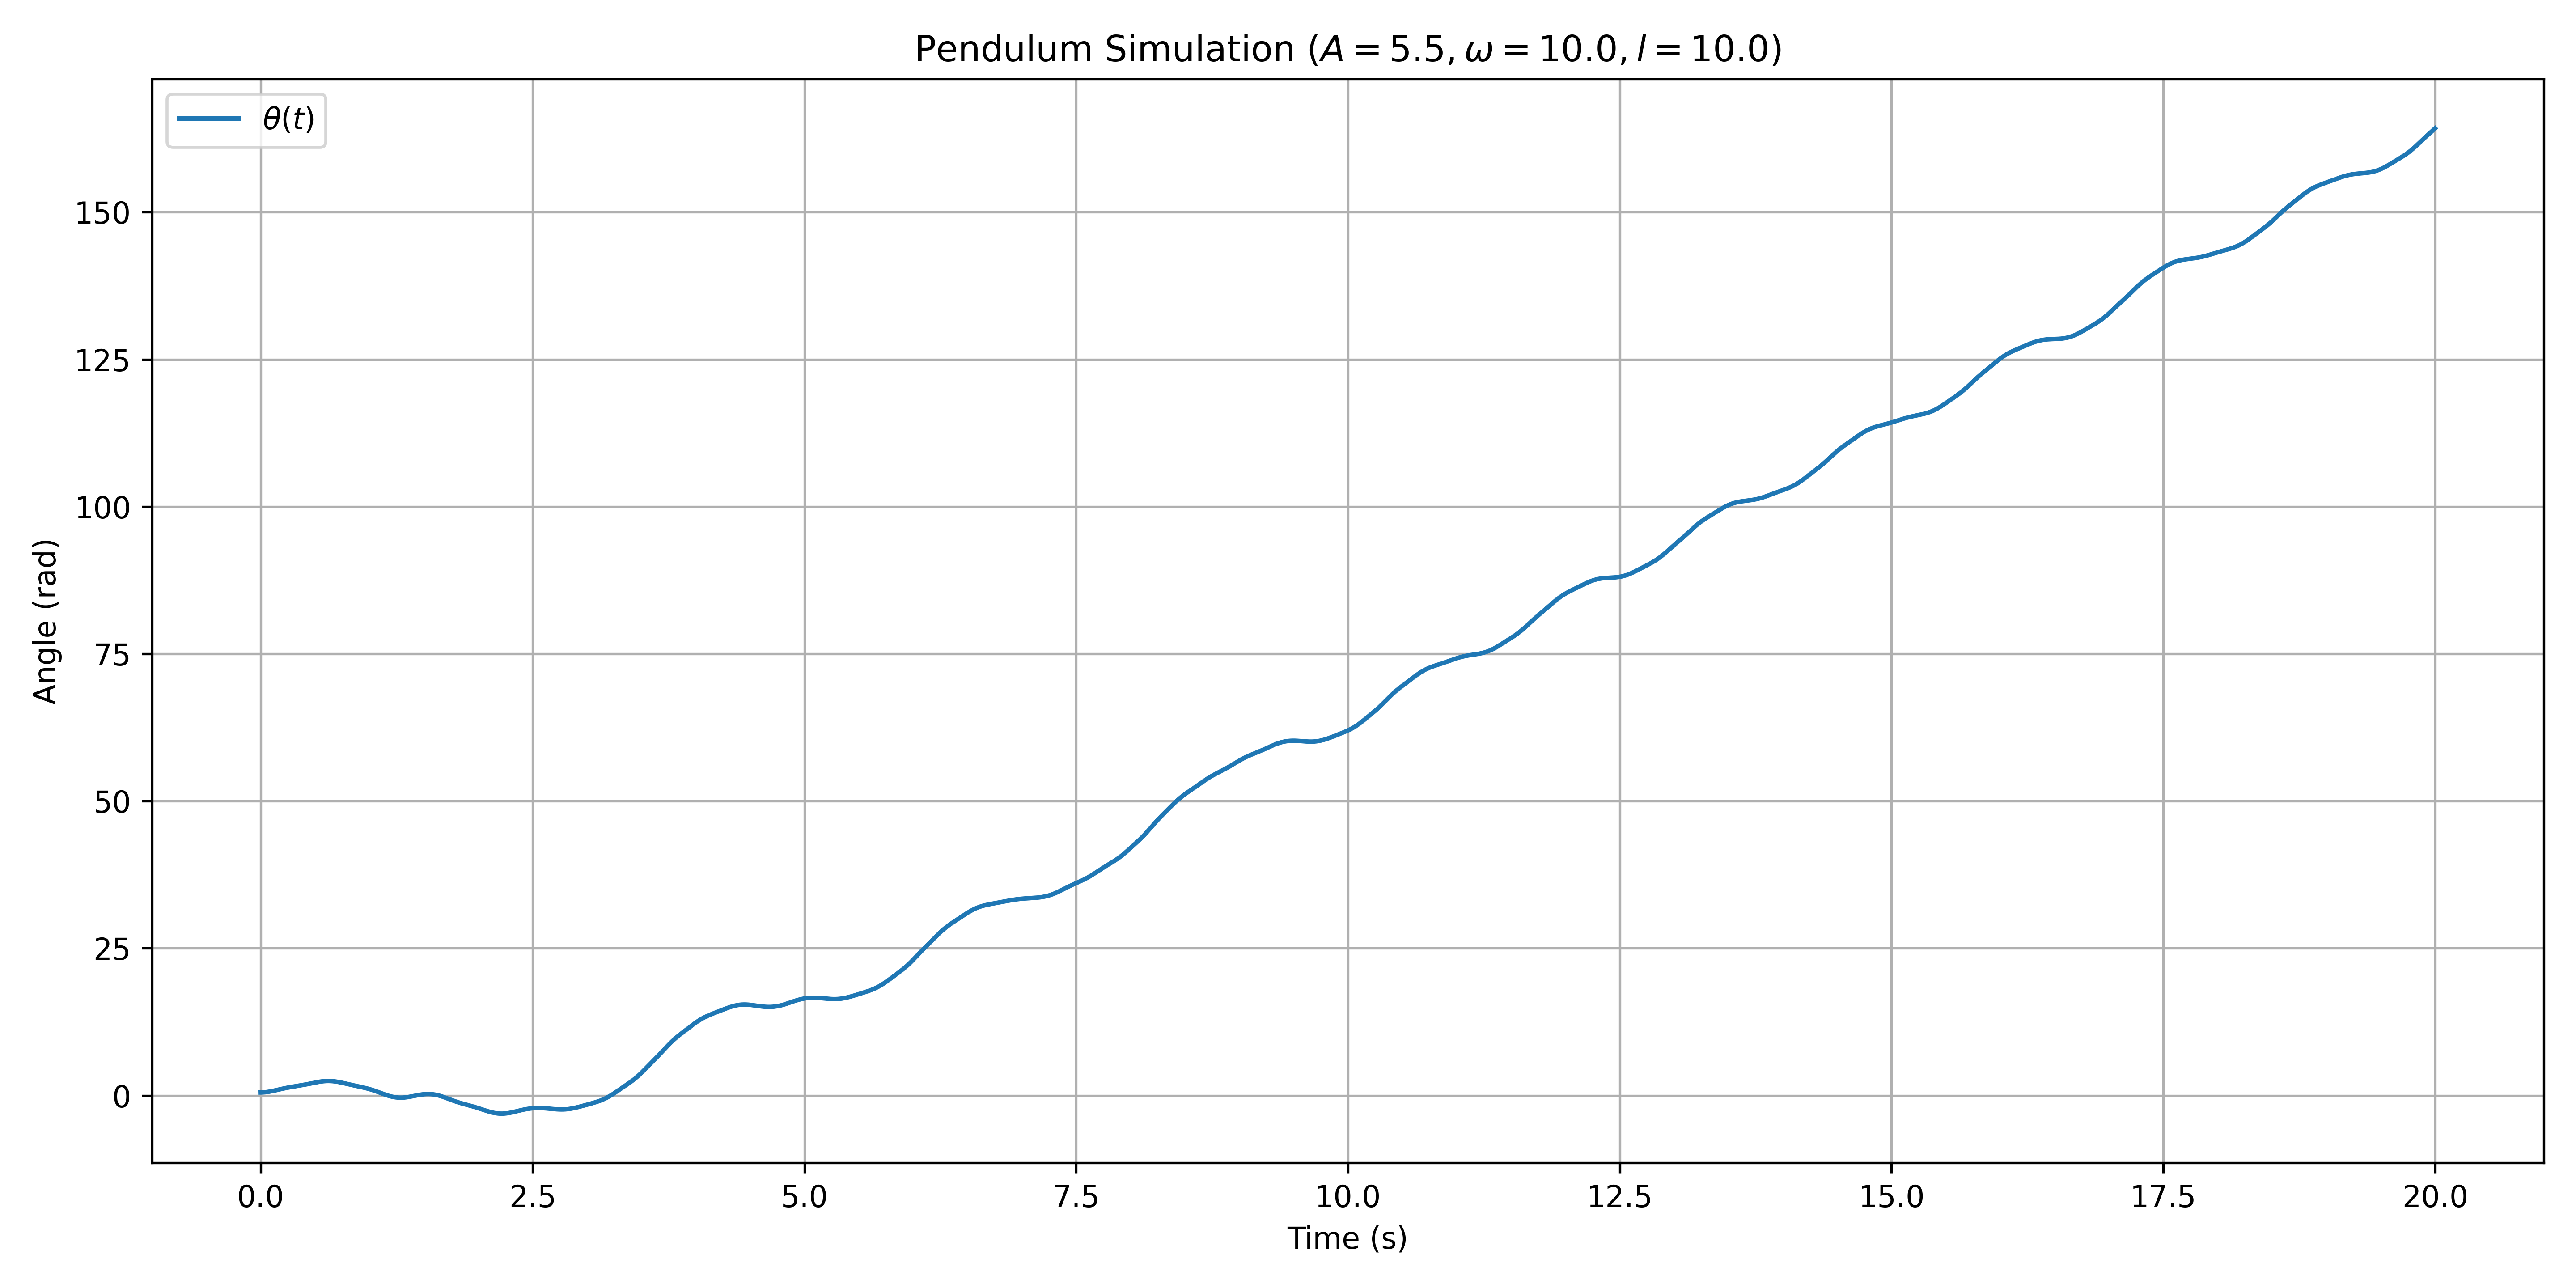 Pendulum Simulation (A = 5.5, ω = 10.0, l = 10.0)
θ(t)
Angle (rad)
150
125
100
75
50
25
0
0.0 2.5 5.0 7.5 10.0 12.5 15.0 17.5 20.0
Time (s)